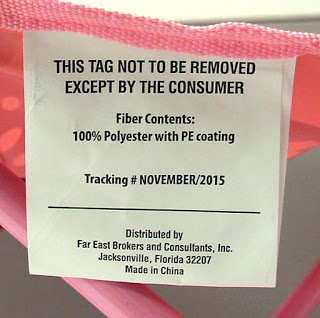 THIS TAG NOT TO BE REMOVED
EXCEPT BY THE CONSUMER
Fiber Contents:
100% Polyester with PE coating
Tracking # NOVEMBER/2015
Distributed by
Far East Brokers and Consultants, Inc.
Jacksonville, Florida 32207
Made in China